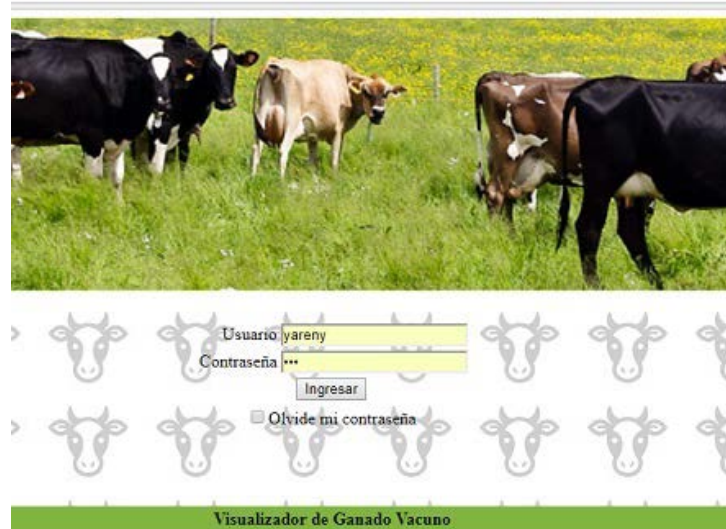 Usuario yareny
Contraseña •••
Ingresar
Olvide mi contraseña
Visualizador de Ganado Vacuno